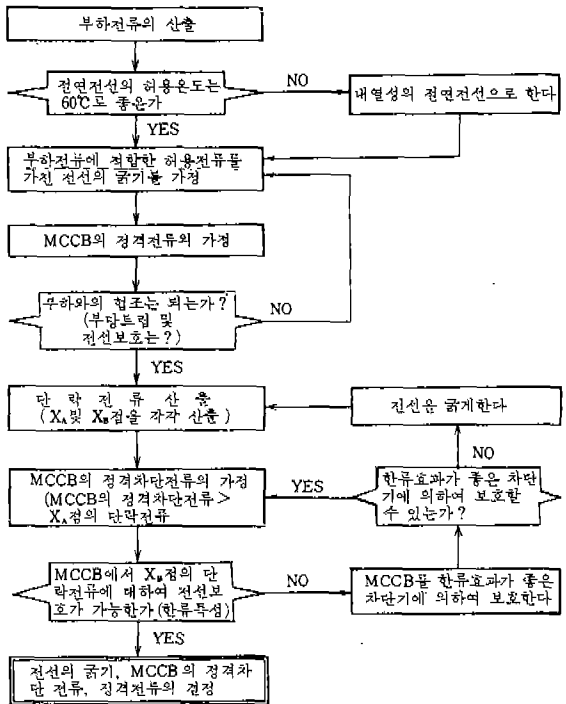 부하전류의 산출
절연전선의 허용온도는
60℃로 좋은가
NO
내열성의 절연전선으로 한다
YES
부하전류에 적합한 허용전류를
가진 전선의 굵기를 가정
MCCB의 정격전류의 가정
부하와의 협조는 되는가?
(부당트립 및
전선보호는?)
NO
YES
단 락 전 류 산 출
(XA및 XB점을 각각 산출)
전선을 굵게한다
NO
MCCB의 정격차단전류의 가정
(MCCB의 정격차단전류>
XA점의 단락전류
YES
한류효과가 좋은 차단
기에 의하여 보호할
수 있는가?
MCCB에서 XB점의 단
락전류에 대하여 전선보
호가 가능한가(한류특성)
NO
MCCB를 한류효과가 좋은
차단기에 의하여 보호한다
YES
전선의 굵기, MCCB의 정격차
단 전류, 정격전류의 결정